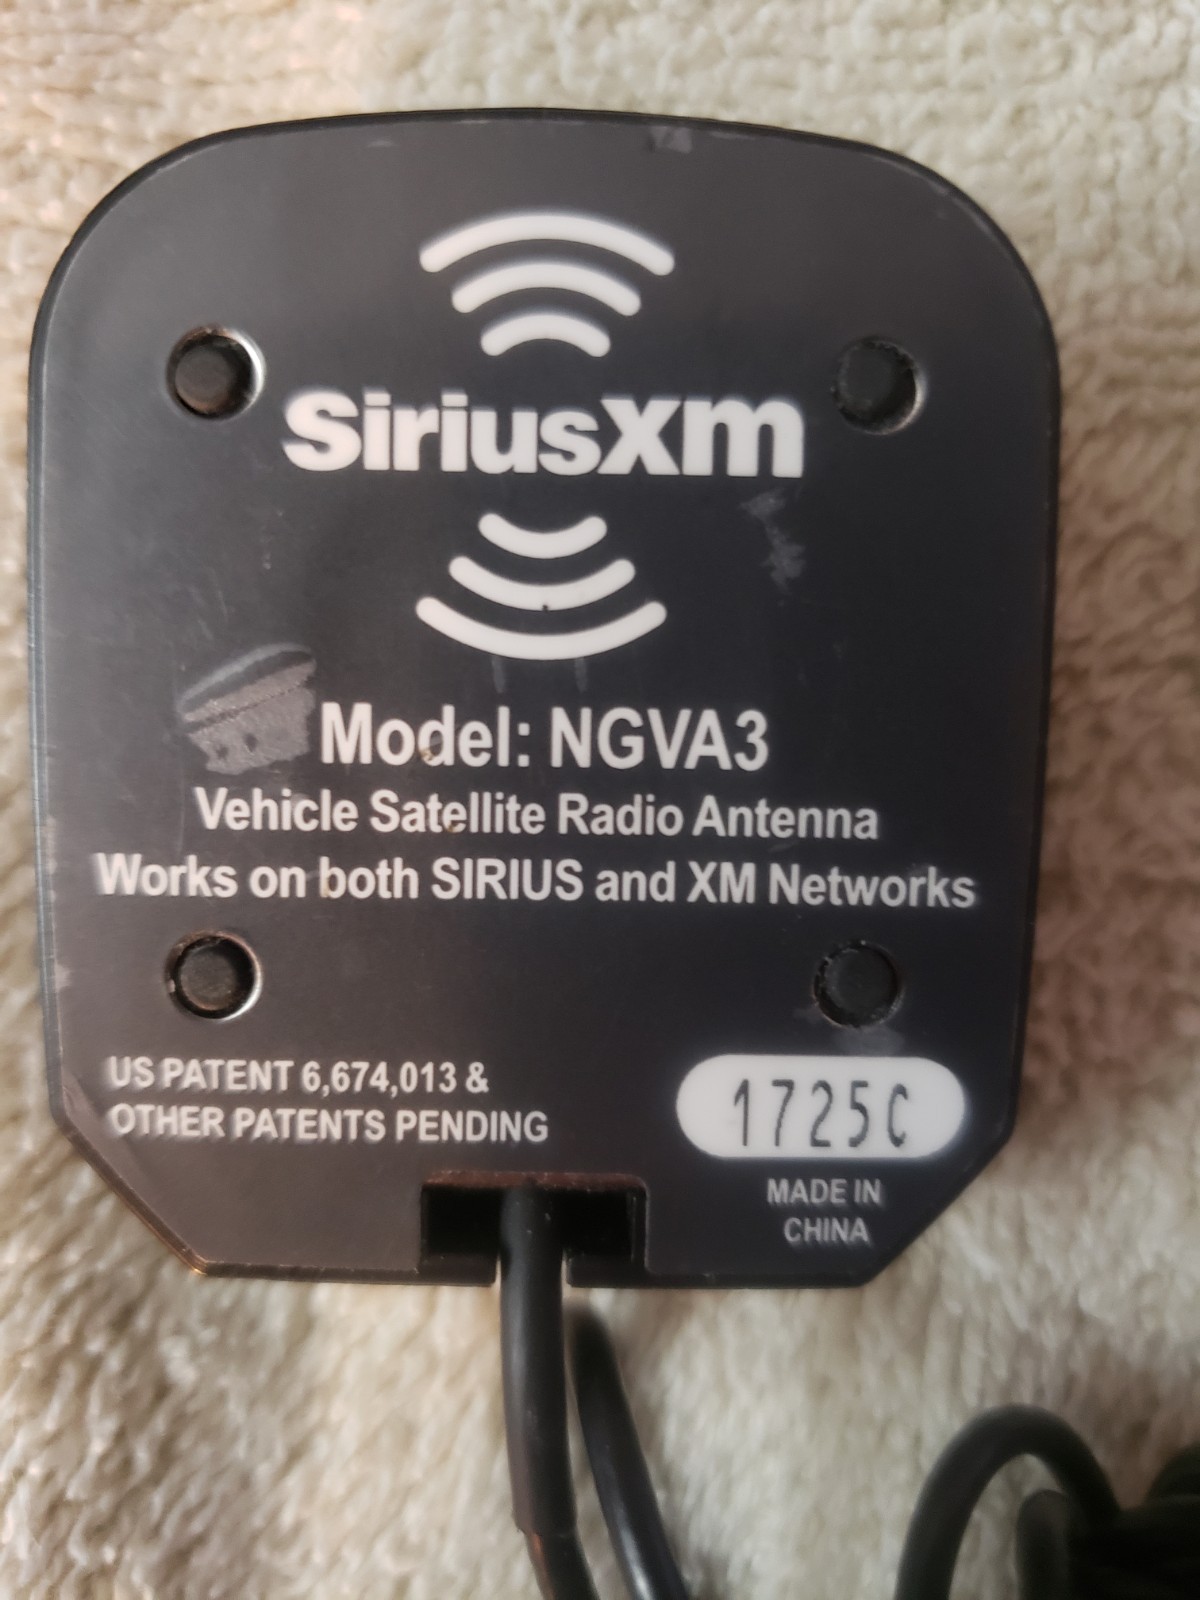 SiriusXM
Model: NGVA3
Vehicle Satellite Radio Antenna
Works on both SIRIUS and XM Networks
US PATENT 6,674,013 &
OTHER PATENTS PENDING
1725C
MADE IN
CHINA